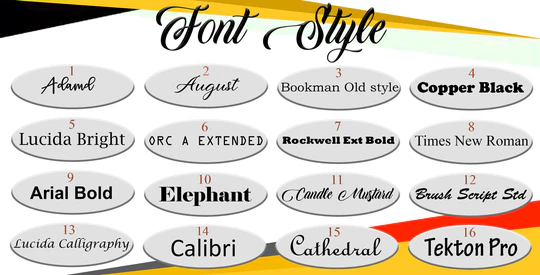 Font Style
1
Adamd
2
August
3
Bookman Old style
4
Copper Black
5
Lucida Bright
6
ORC A EXTENDED
7
Rockwell Ext Bold
8
Times New Roman
9
Arial Bold
10
Elephant
11
Candle Mustard
12
Brush Script Std
13
Lucida Calligraphy
14
Calibri
15
Cathedral
16
Tekton Pro